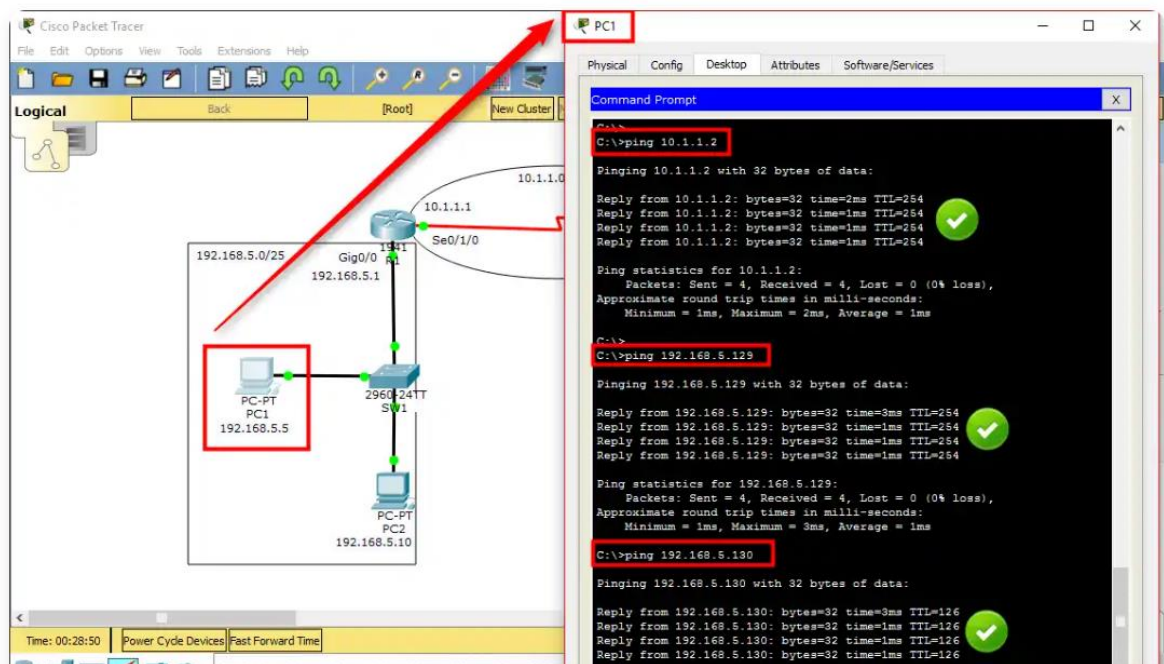 Cisco Packet Tracer
File Edit Options View Tools Extensions Help
Logical
Back
[Root]
New Cluster
10.1.1.0
10.1.1.1
Se0/1/0
192.168.5.0/25
Gig0/0
1941
R1
192.168.5.1
PC-PT
PC1
192.168.5.5
2960-24TT
SW1
PC-PT
PC2
192.168.5.10
Time: 00:28:50
Power Cycle Devices
Fast Forward Time
PC1
Physical Config Desktop Attributes Software/Services
Command Prompt
X
C:\>
C:\>ping 10.1.1.2
Pinging 10.1.1.2 with 32 bytes of data:
Reply from 10.1.1.2: bytes=32 time=2ms TTL=254
Reply from 10.1.1.2: bytes=32 time=1ms TTL=254
Reply from 10.1.1.2: bytes=32 time=1ms TTL=254
Reply from 10.1.1.2: bytes=32 time=1ms TTL=254
Ping statistics for 10.1.1.2:
Packets: Sent = 4, Received = 4, Lost = 0 (0% loss),
Approximate round trip times in milli-seconds:
Minimum = 1ms, Maximum = 2ms, Average = 1ms
C:\>
C:\>ping 192.168.5.129
Pinging 192.168.5.129 with 32 bytes of data:
Reply from 192.168.5.129: bytes=32 time=3ms TTL=254
Reply from 192.168.5.129: bytes=32 time=1ms TTL=254
Reply from 192.168.5.129: bytes=32 time=1ms TTL=254
Reply from 192.168.5.129: bytes=32 time=1ms TTL=254
Ping statistics for 192.168.5.129:
Packets: Sent = 4, Received = 4, Lost = 0 (0% loss),
Approximate round trip times in milli-seconds:
Minimum = 1ms, Maximum = 3ms, Average = 1ms
C:\>ping 192.168.5.130
Pinging 192.168.5.130 with 32 bytes of data:
Reply from 192.168.5.130: bytes=32 time=3ms TTL=126
Reply from 192.168.5.130: bytes=32 time=1ms TTL=126
Reply from 192.168.5.130: bytes=32 time=1ms TTL=126
Reply from 192.168.5.130: bytes=32 time=1ms TTL=126